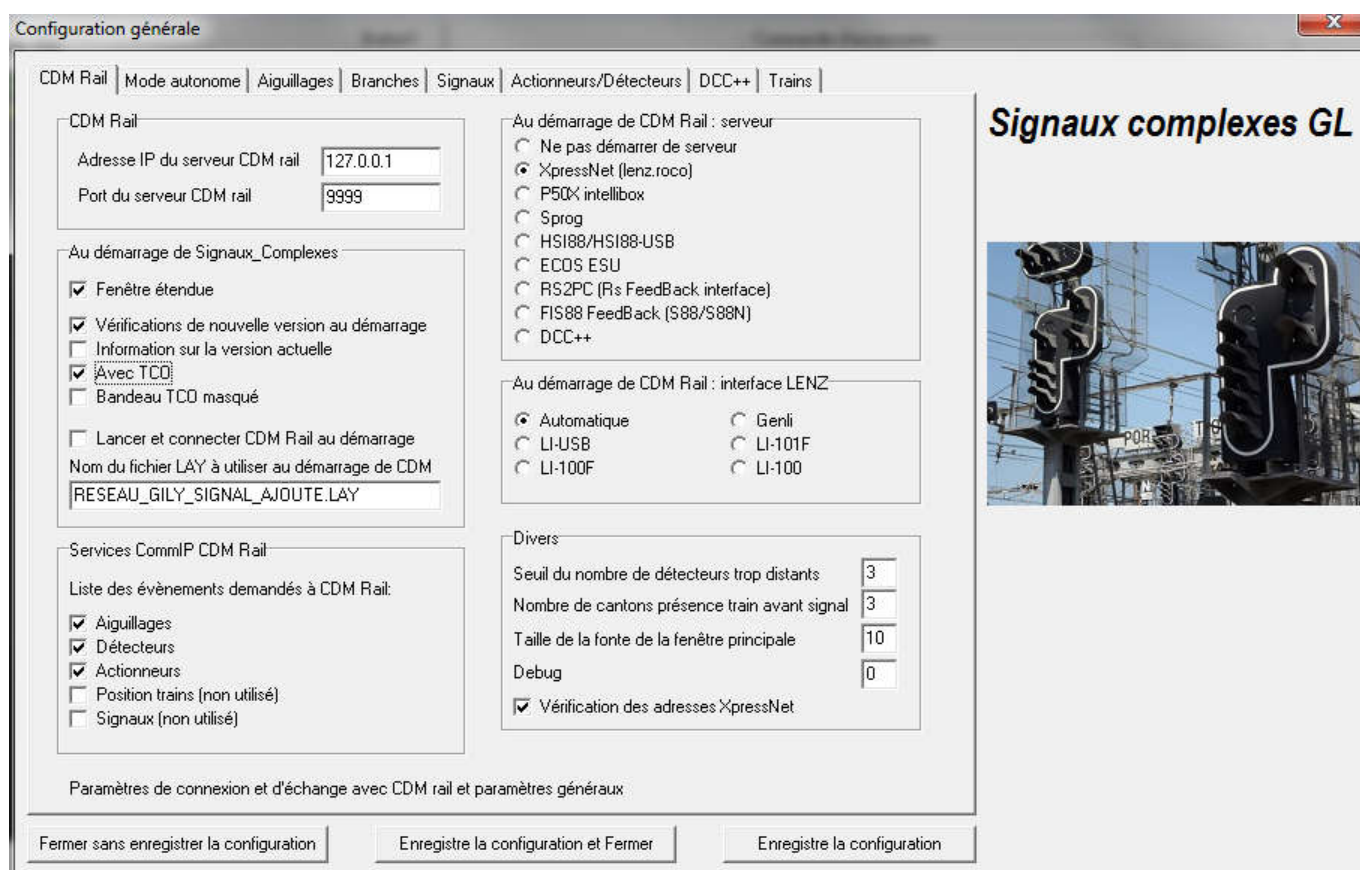 Configuration générale
CDM Rail
Mode autonome
Aiguillages
Branches
Signaux
Actionneurs/Détecteurs
DCC++
Trains
CDM Rail
Adresse IP du serveur CDM rail
127.0.0.1
Port du serveur CDM rail
9999
Au démarrage de Signaux_Complexes
Fenêtre étendue
Vérifications de nouvelle version au démarrage
Information sur la version actuelle
Avec TCO
Bandeau TCO masqué
Lancer et connecter CDM Rail au démarrage
Nom du fichier LAY à utiliser au démarrage de CDM
RESEAU_GILY_SIGNAL_AJOUTE.LAY
Services CommIP CDM Rail
Liste des évènements demandés à CDM Rail:
Aiguillages
Détecteurs
Actionneurs
Position trains (non utilisé)
Signaux (non utilisé)
Au démarrage de CDM Rail : serveur
Ne pas démarrer de serveur
XpressNet (lenz.roco)
P50X intellibox
Sprog
HSI88/HSI88-USB
ECOS ESU
RS2PC (Rs FeedBack interface)
FIS88 FeedBack (S88/S88N)
DCC++
Au démarrage de CDM Rail : interface LENZ
Automatique
Genli
LI-USB
LI-101F
LI-100F
LI-100
Divers
Seuil du nombre de détecteurs trop distants
3
Nombre de cantons présence train avant signal
3
Taille de la fonte de la fenêtre principale
10
Debug
0
Vérification des adresses XpressNet
Paramètres de connexion et d'échange avec CDM rail et paramètres généraux
Fermer sans enregistrer la configuration
Enregistre la configuration et Fermer
Enregistre la configuration
Signaux complexes GL